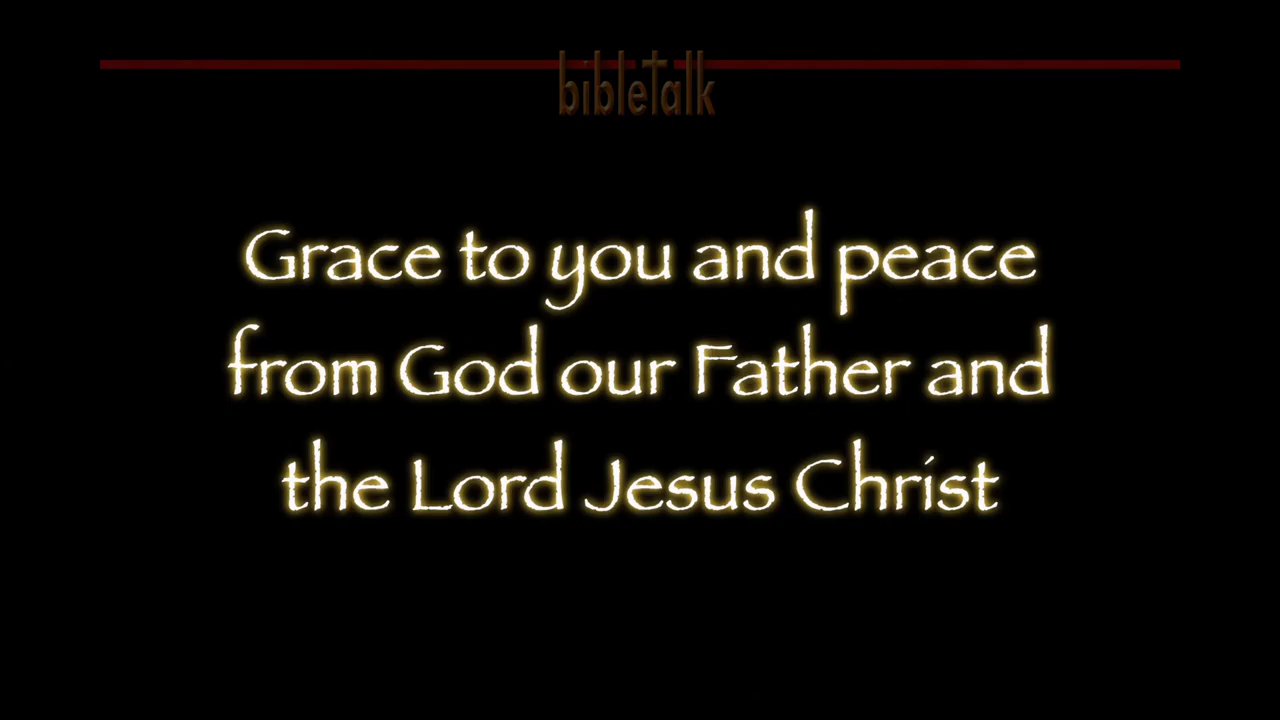 bibleTalk
Grace to you and peace
from God our Father and
the Lord Jesus Christ